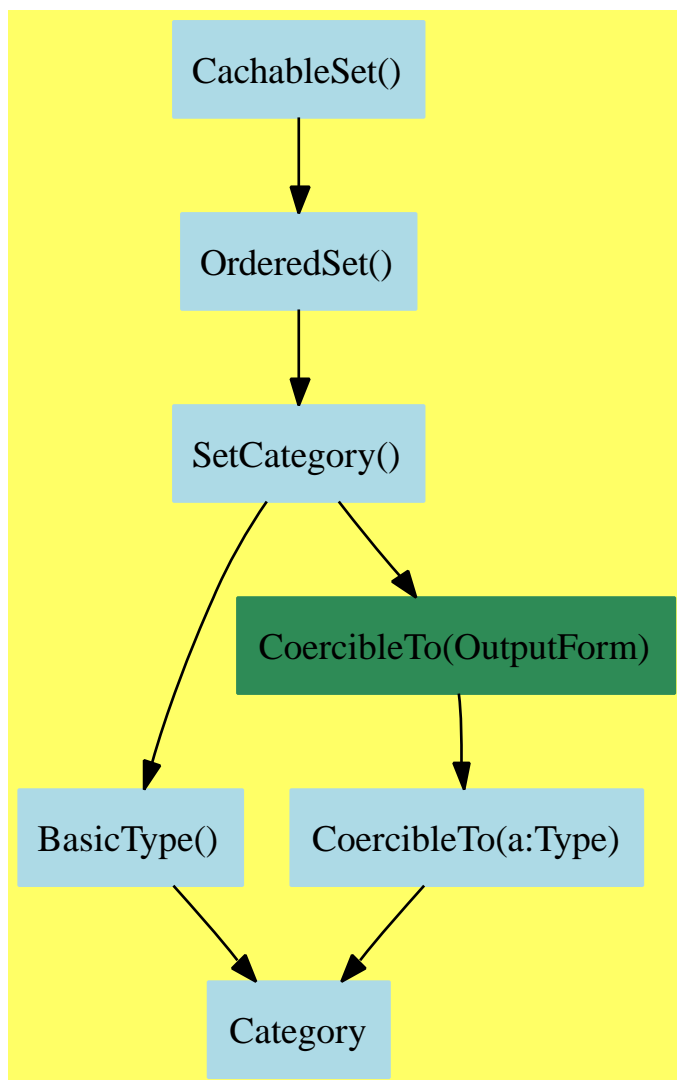 CachableSet()
OrderedSet()
SetCategory()
CoercibleTo(OutputForm)
BasicType()
CoercibleTo(a:Type)
Category